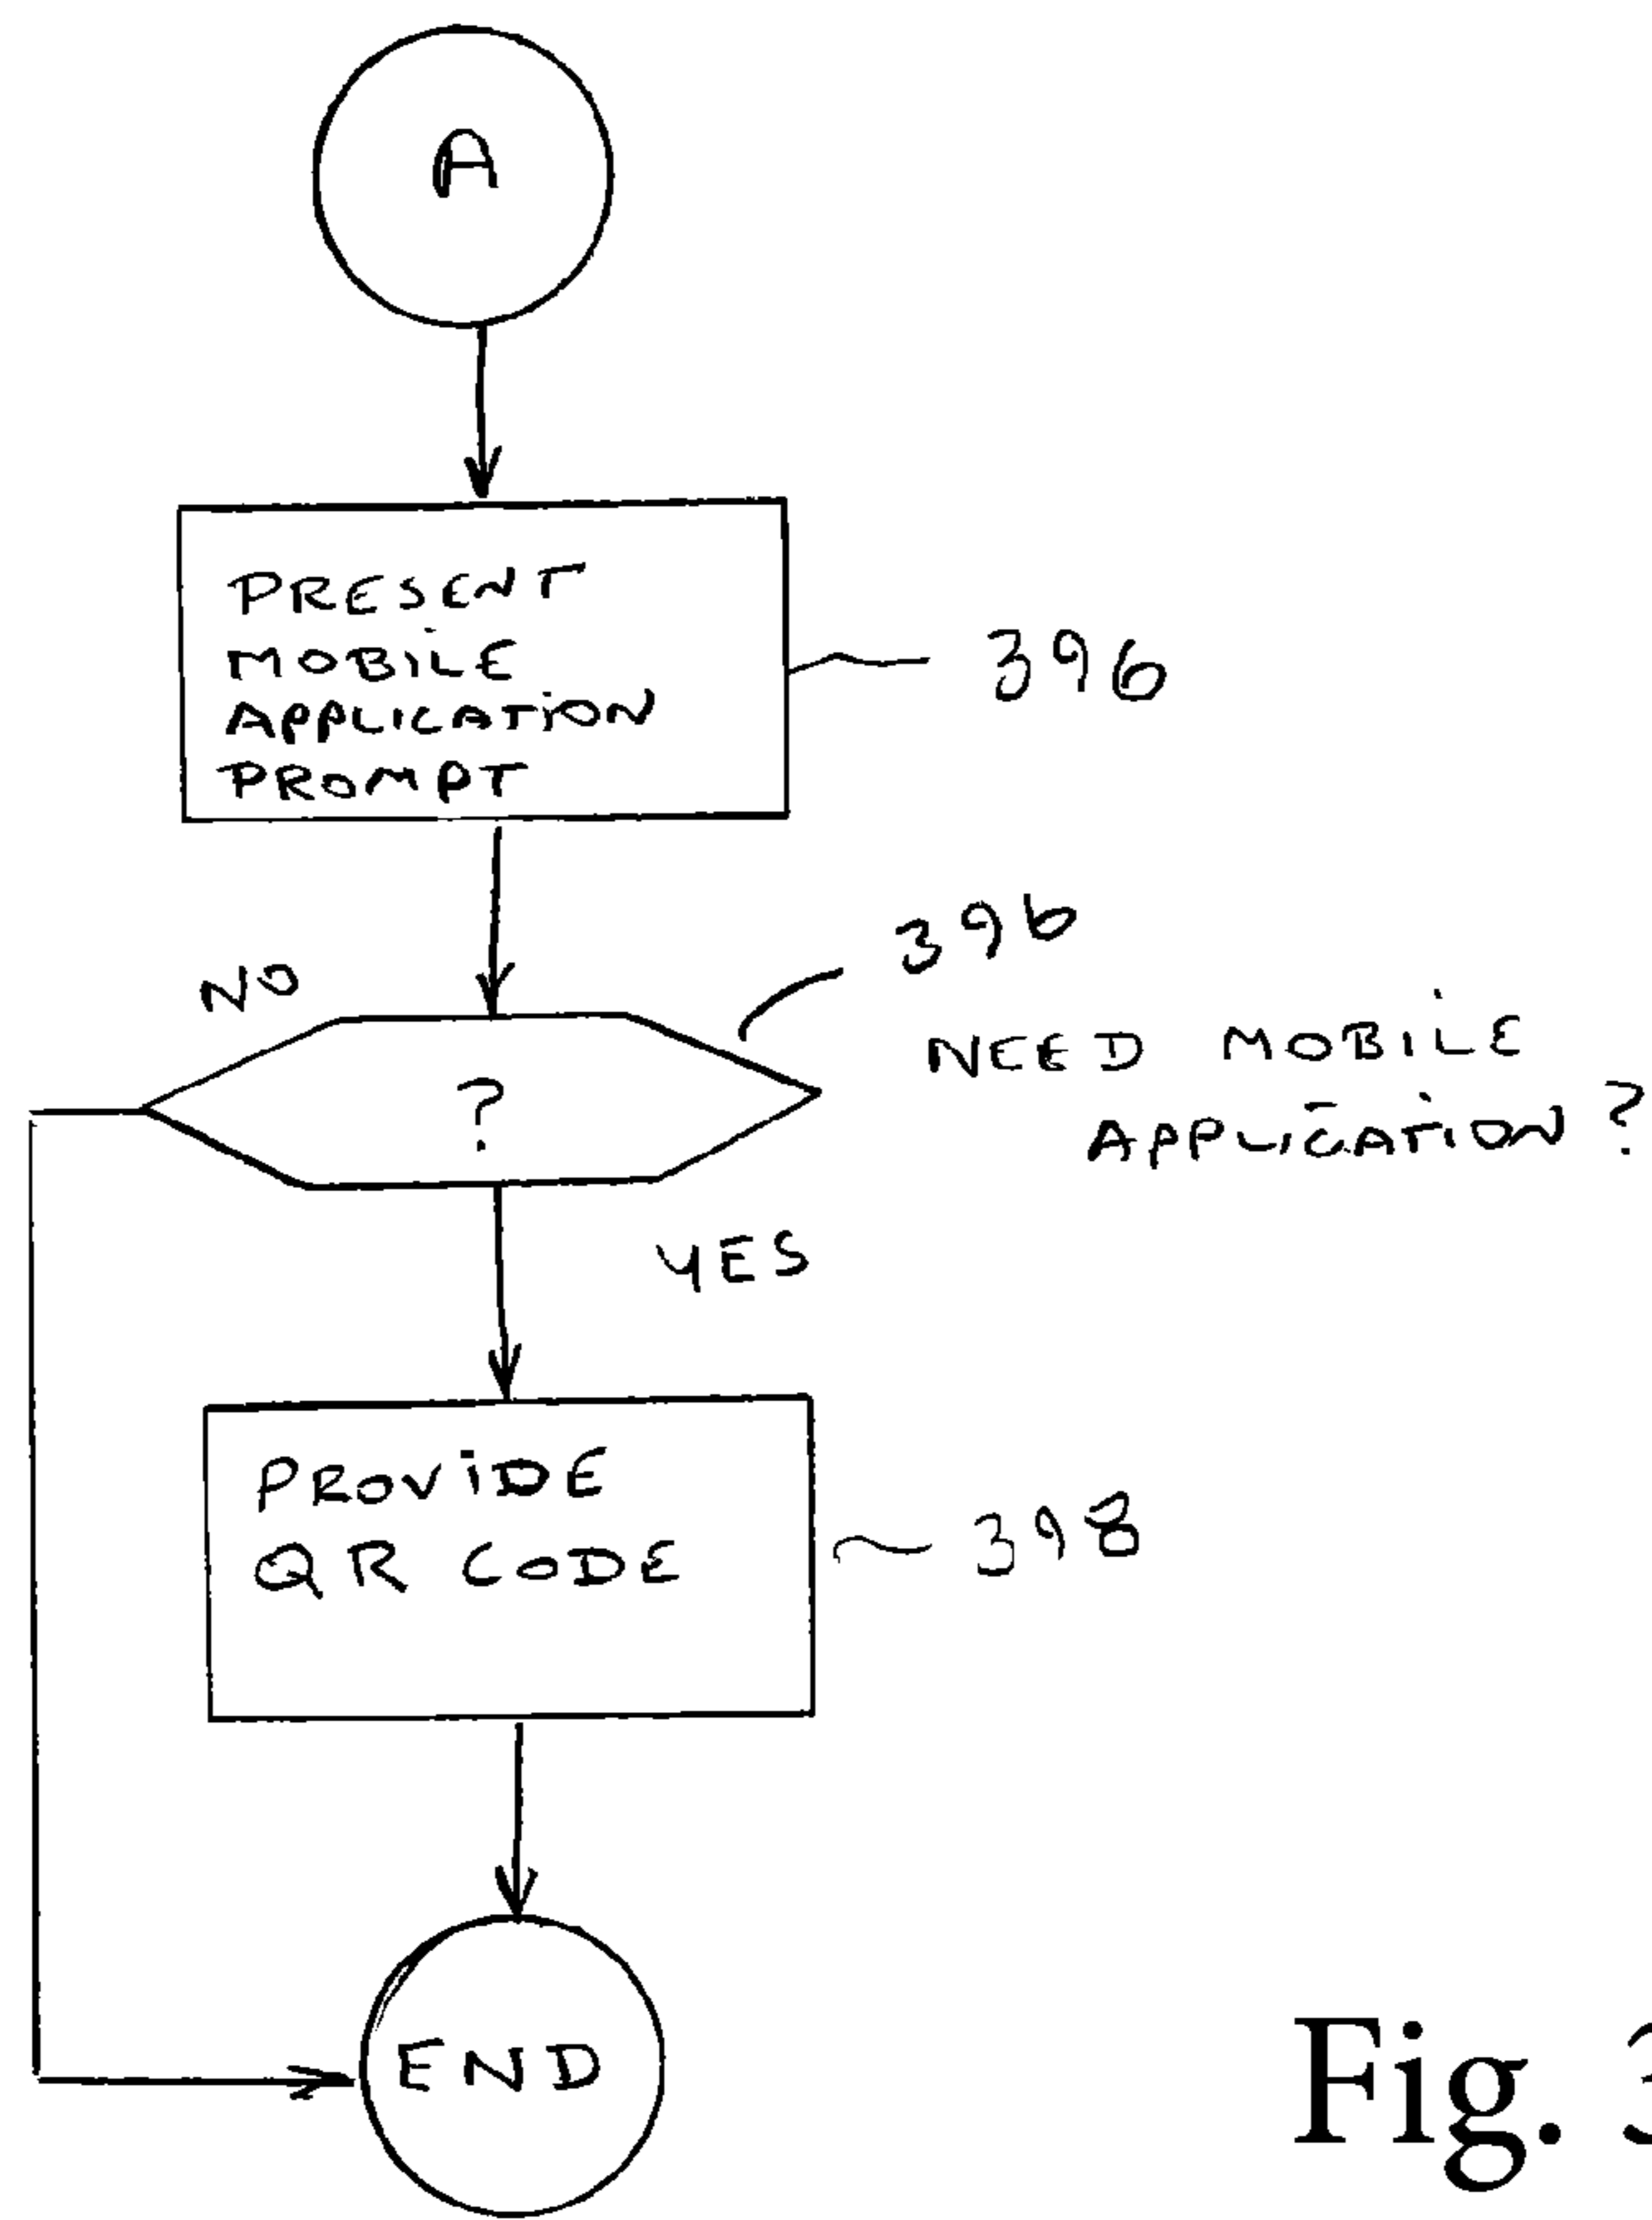 A
PRESENT
MOBILE
APPLICATION
PROMPT
396
396
NO
?
NEED MOBILE
APPLICATION ?
YES
PROVIDE
QR CODE
398
END
Fig. 3